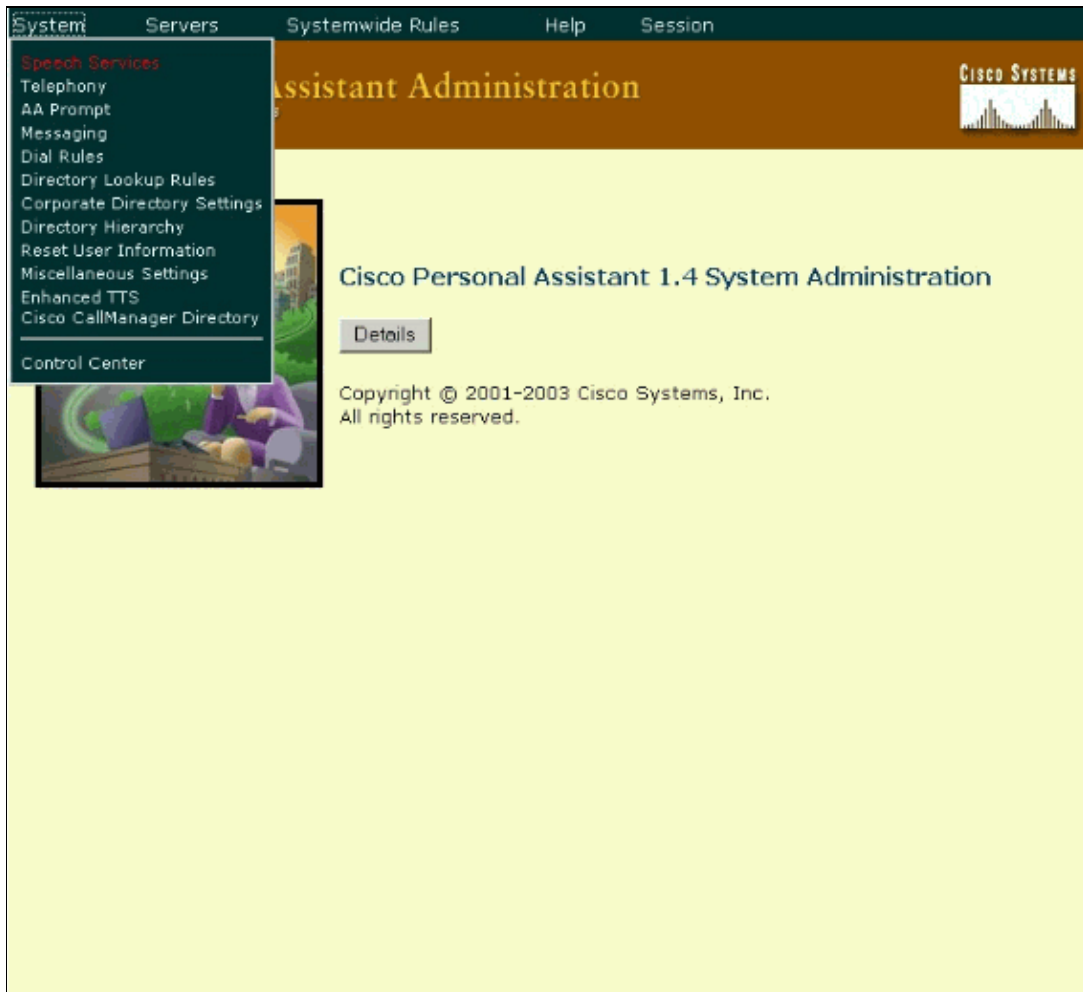 System Servers Systemwide Rules Help Session
Speech Services
Telephony
AA Prompt
Messaging
Dial Rules
Directory Lookup Rules
Corporate Directory Settings
Directory Hierarchy
Reset User Information
Miscellaneous Settings
Enhanced TTS
Cisco CallManager Directory
Control Center
Assistant Administration
CISCO SYSTEMS
Cisco Personal Assistant 1.4 System Administration
Details
Copyright © 2001-2003 Cisco Systems, Inc.
All rights reserved.